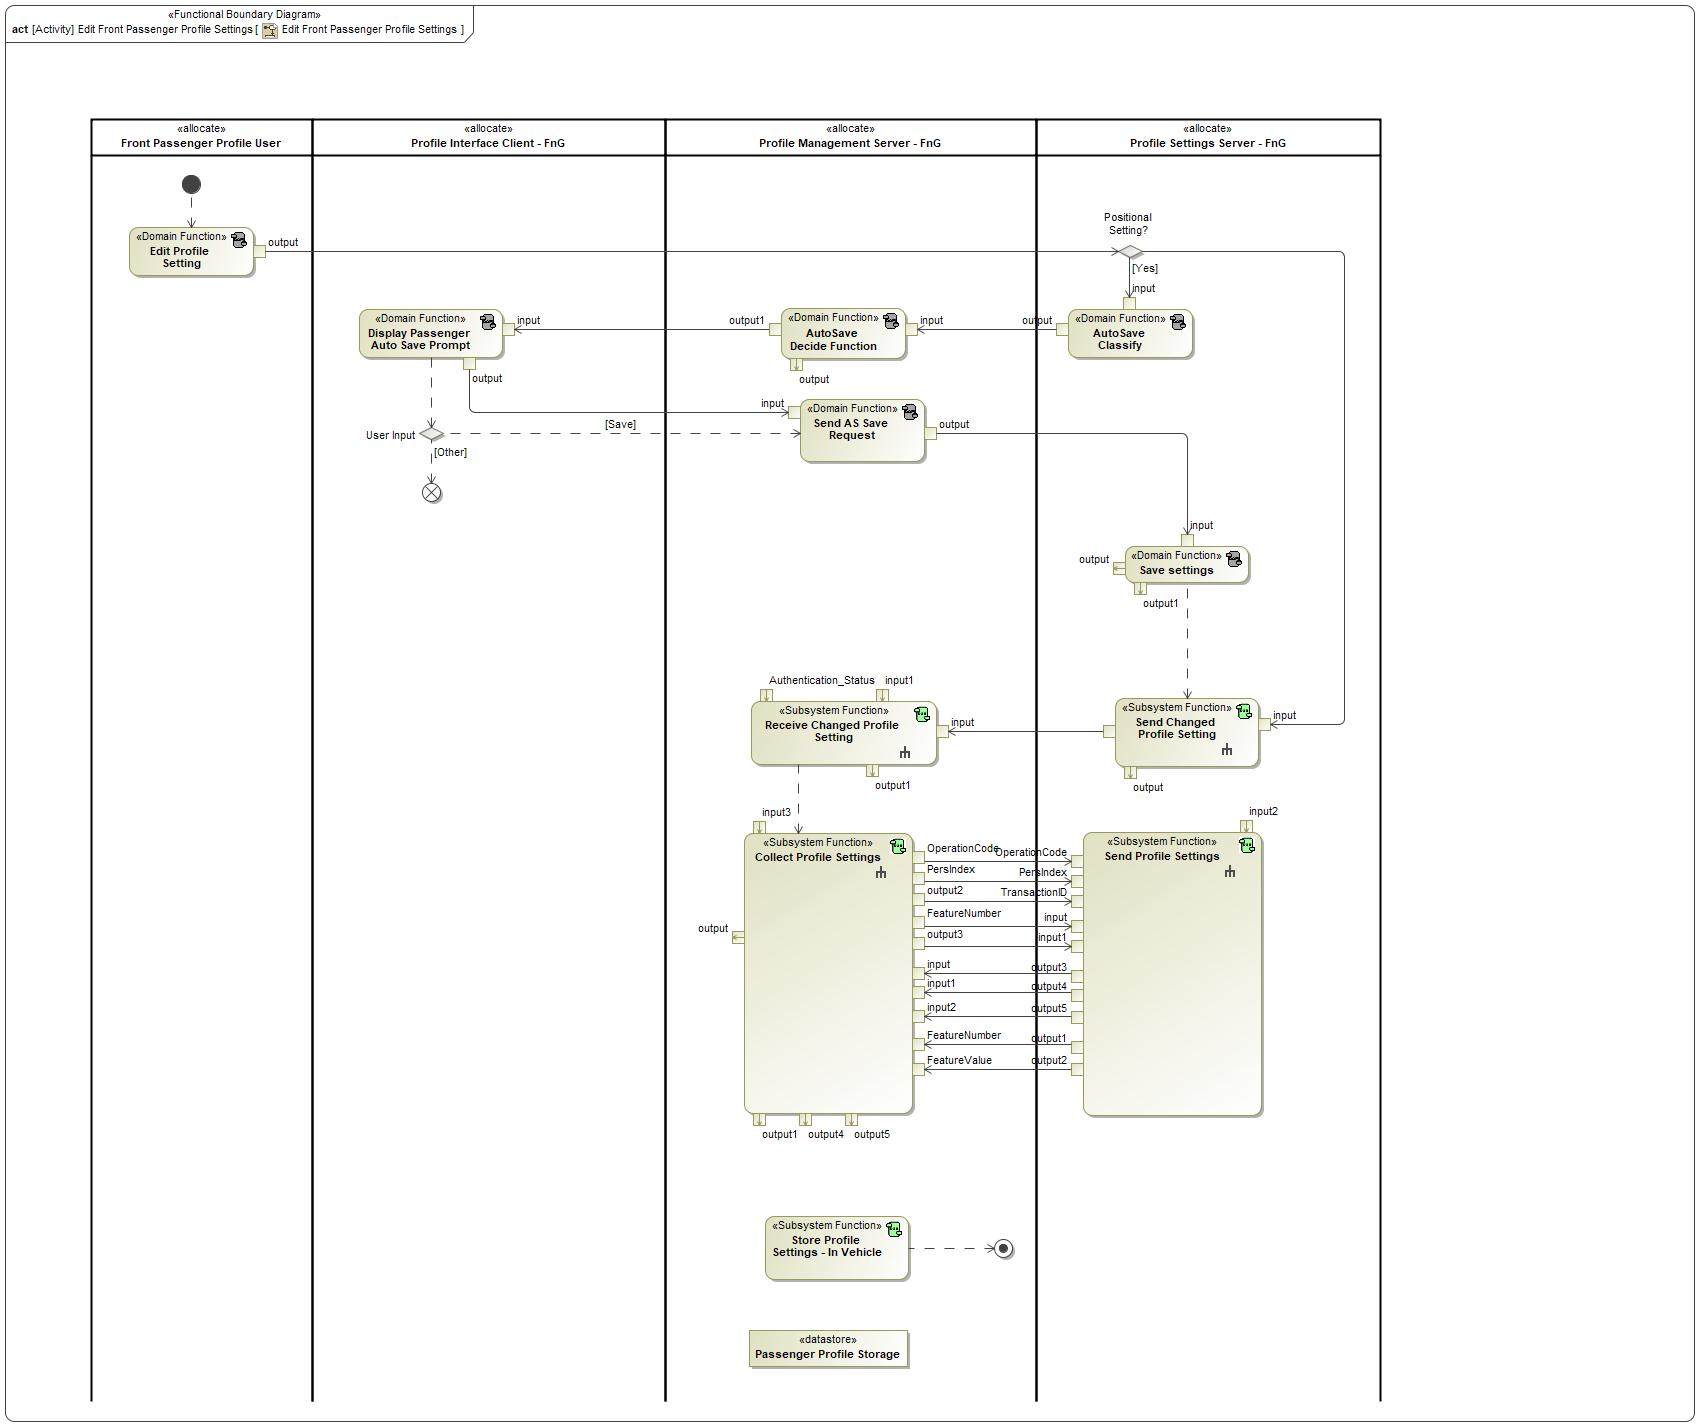 «Functional Boundary Diagram»
act [Activity] Edit Front Passenger Profile Settings [ Edit Front Passenger Profile Settings ]
«allocate»
Front Passenger Profile User
«allocate»
Profile Interface Client - FnG
«allocate»
Profile Management Server - FnG
«allocate»
Profile Settings Server - FnG
«Domain Function»
Edit Profile
Setting
output
Positional
Setting?
[Yes]
input
«Domain Function»
Display Passenger
Auto Save Prompt
input
output
output1
«Domain Function»
AutoSave
Decide Function
input
output
output
«Domain Function»
AutoSave
Classify
User Input
[Save]
[Other]
input
«Domain Function»
Send AS Save
Request
output
input
output
«Domain Function»
Save settings
output1
Authentication_Status
input1
«Subsystem Function»
Receive Changed Profile
Setting
input
output1
«Subsystem Function»
Send Changed
Profile Setting
input
output
input3
«Subsystem Function»
Collect Profile Settings
output
OperationCode
PersIndex
output2
FeatureNumber
output3
input
input1
input2
FeatureNumber
FeatureValue
output1
output4
output5
input2
«Subsystem Function»
Send Profile Settings
OperationCode
PersIndex
TransactionID
input
input1
output3
output4
output5
output1
output2
«Subsystem Function»
Store Profile
Settings - In Vehicle
«datastore»
Passenger Profile Storage